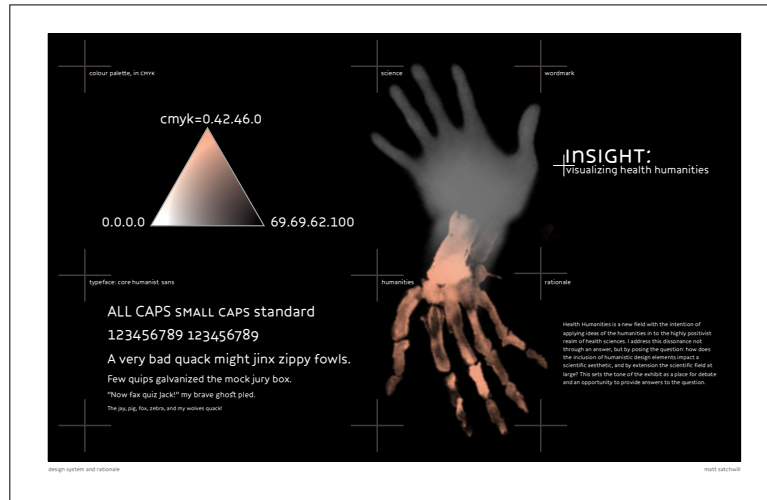 colour palette, in CMYK
science
wordmark
cmyk=0.42.46.0
0.0.0.0
69.69.62.100
InSIGHT:
visualizing health humanities
typeface: core humanist sans
humanities
rationale
ALL CAPS SMALL CAPS standard
123456789 123456789
A very bad quack might jinx zippy fowls.
Few quips galvanized the mock jury box.
"Now fax quiz Jack!" my brave ghost pled.
The jay, pig, fox, zebra, and my wolves quack!
Health Humanities is a new field with the intention of
applying ideas of the humanities in to the highly positivist
realm of health sciences. I address this dissonance not
through an answer, but by posing the question: how does
the inclusion of humanistic design elements impact a
scientific aesthetic, and by extension the scientific field at
large? This sets the tone of the exhibit as a place for debate
and an opportunity to provide answers to the question.
design system and rationale
matt satchwill